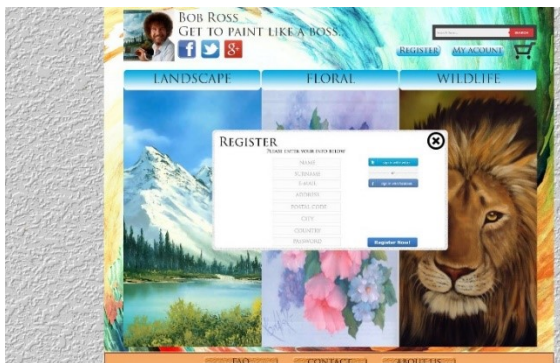 Bob Ross
Get to paint like a boss..
Register My acount
LANDSCAPE FLORAL WILDLIFE
Register
Please enter your info below
NAME
SURNAME
E-MAIL
ADDRESS
POSTAL CODE
CITY
COUNTRY
PASSWORD
Register Now!
FAQ CONTACT ABOUT US